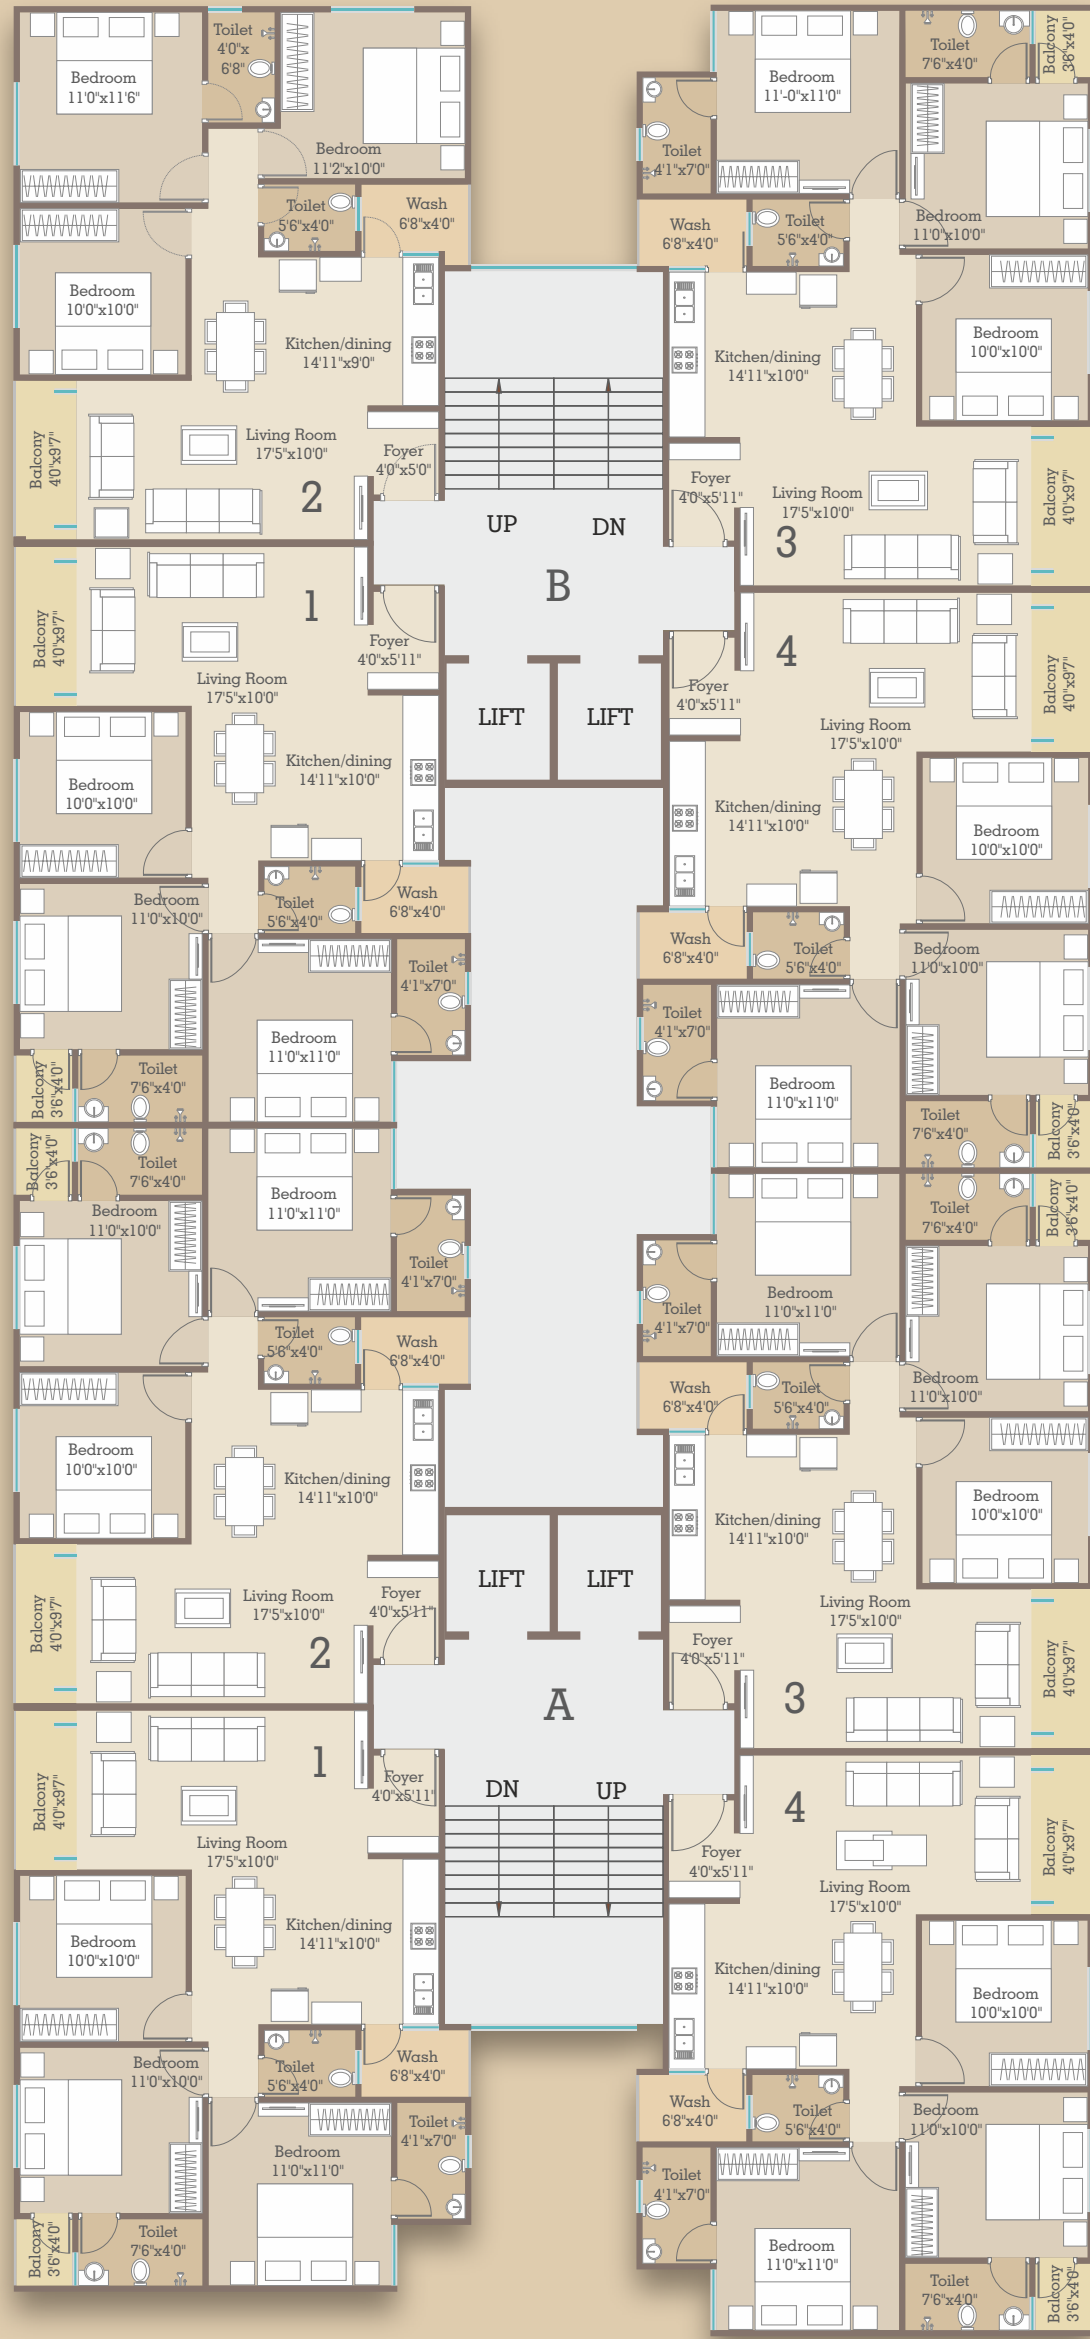 Toilet
4'0"x
6'8"
Bedroom
11'0"x11'6"
Bedroom
11'2"x10'0"
Toilet
5'6"x4'0"
Wash
6'8"x4'0"
Bedroom
10'0"x10'0"
Kitchen/dining
14'11"x9'0"
Balcony
4'0"x9'7"
Living Room
17'5"x10'0"
Foyer
4'0"x5'0"
2
Bedroom
11'-0"x11'0"
Toilet
7'6"x4'0"
Balcony
3'6"x4'0"
Toilet
4'1"x7'0"
Wash
6'8"x4'0"
Toilet
5'6"x4'0"
Bedroom
11'0"x10'0"
Kitchen/dining
14'11"x10'0"
Bedroom
10'0"x10'0"
Foyer
4'0"x5'11"
Living Room
17'5"x10'0"
Balcony
4'0"x9'7"
3
UP
DN
B
LIFT
LIFT
1
Balcony
4'0"x9'7"
Foyer
4'0"x5'11"
Living Room
17'5"x10'0"
Bedroom
10'0"x10'0"
Kitchen/dining
14'11"x10'0"
Bedroom
11'0"x10'0"
Toilet
5'6"x4'0"
Wash
6'8"x4'0"
Toilet
4'1"x7'0"
Bedroom
11'0"x11'0"
Balcony
3'6"x4'0"
Toilet
7'6"x4'0"
4
Foyer
4'0"x5'11"
Living Room
17'5"x10'0"
Balcony
4'0"x9'7"
Kitchen/dining
14'11"x10'0"
Bedroom
10'0"x10'0"
Wash
6'8"x4'0"
Toilet
5'6"x4'0"
Bedroom
11'0"x10'0"
Toilet
4'1"x7'0"
Bedroom
11'0"x11'0"
Toilet
7'6"x4'0"
Balcony
3'6"x4'0"
Balcony
3'6"x4'0"
Toilet
7'6"x4'0"
Bedroom
11'0"x10'0"
Bedroom
11'0"x11'0"
Toilet
4'1"x7'0"
Toilet
5'6"x4'0"
Wash
6'8"x4'0"
Bedroom
10'0"x10'0"
Kitchen/dining
14'11"x10'0"
Balcony
4'0"x9'7"
Living Room
17'5"x10'0"
Foyer
4'0"x5'11"
2
Toilet
7'6"x4'0"
Balcony
3'6"x4'0"
Bedroom
11'0"x11'0"
Toilet
4'1"x7'0"
Wash
6'8"x4'0"
Toilet
5'6"x4'0"
Bedroom
11'0"x10'0"
Kitchen/dining
14'11"x10'0"
Bedroom
10'0"x10'0"
Living Room
17'5"x10'0"
Foyer
4'0"x5'11"
Balcony
4'0"x9'7"
3
LIFT
LIFT
A
DN
UP
1
Balcony
4'0"x9'7"
Foyer
4'0"x5'11"
Living Room
17'5"x10'0"
Bedroom
10'0"x10'0"
Kitchen/dining
14'11"x10'0"
Bedroom
11'0"x10'0"
Toilet
5'6"x4'0"
Wash
6'8"x4'0"
Toilet
4'1"x7'0"
Bedroom
11'0"x11'0"
Balcony
3'6"x4'0"
Toilet
7'6"x4'0"
4
Foyer
4'0"x5'11"
Living Room
17'5"x10'0"
Balcony
4'0"x9'7"
Kitchen/dining
14'11"x10'0"
Bedroom
10'0"x10'0"
Wash
6'8"x4'0"
Toilet
5'6"x4'0"
Bedroom
11'0"x10'0"
Toilet
4'1"x7'0"
Bedroom
11'0"x11'0"
Toilet
7'6"x4'0"
Balcony
3'6"x4'0"